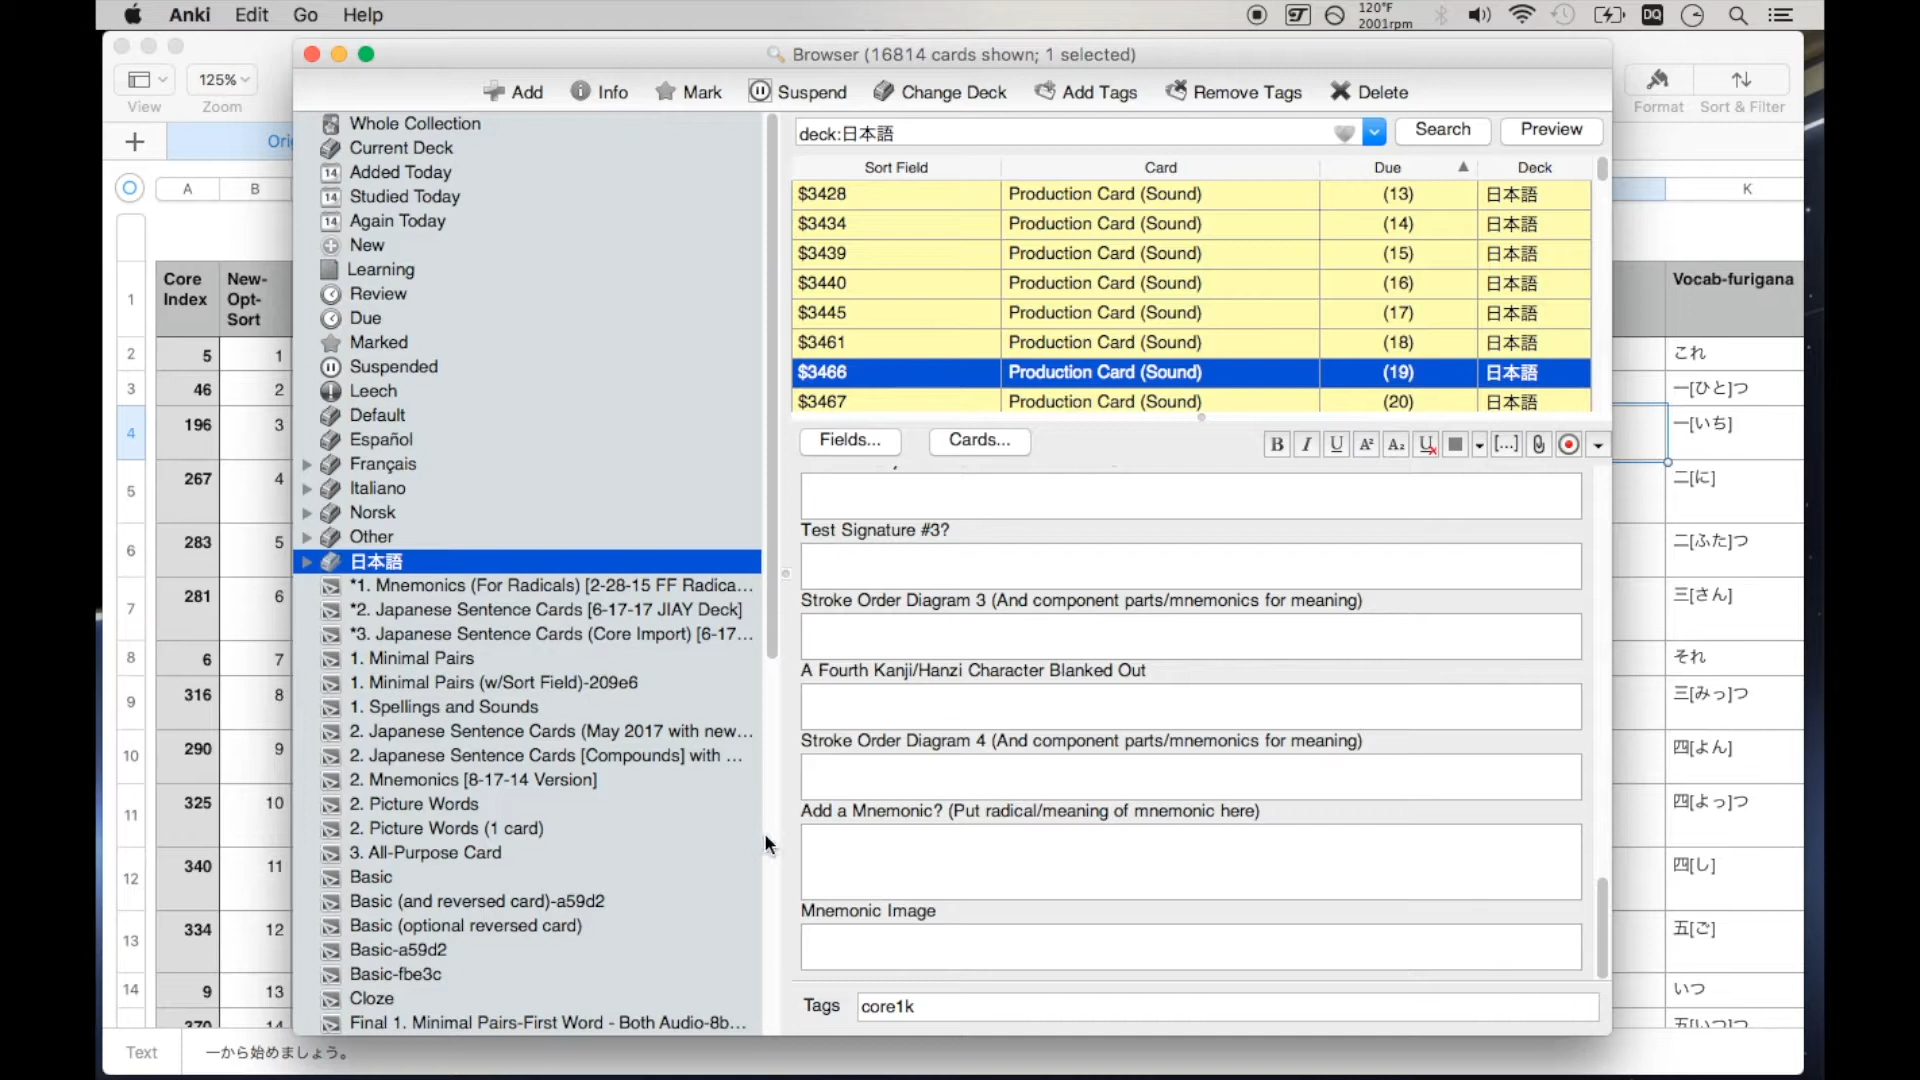 Anki Edit Go Help
120°F
2001rpm
DQ
Browser (16814 cards shown; 1 selected)
125%
View
Zoom
Format
Sort & Filter
Add Info Mark Suspend Change Deck Add Tags Remove Tags Delete
Whole Collection
Current Deck
Added Today
Studied Today
Again Today
New
Learning
Review
Due
Marked
Suspended
Leech
Default
Español
Français
Italiano
Norsk
Other
日本語
*1. Mnemonics (For Radicals) [2-28-15 FF Radica...
*2. Japanese Sentence Cards [6-17-17 JIAY Deck]
*3. Japanese Sentence Cards (Core Import) [6-17...
1. Minimal Pairs
1. Minimal Pairs (w/Sort Field)-209e6
1. Spellings and Sounds
2. Japanese Sentence Cards (May 2017 with new...
2. Japanese Sentence Cards [Compounds] with ...
2. Mnemonics [8-17-14 Version]
2. Picture Words
2. Picture Words (1 card)
3. All-Purpose Card
Basic
Basic (and reversed card)-a59d2
Basic (optional reversed card)
Basic-a59d2
Basic-fbe3c
Cloze
Final 1. Minimal Pairs-First Word - Both Audio-8b...
deck:日本語
Search
Preview
Sort Field Card Due Deck
$3428 Production Card (Sound) (13) 日本語
$3434 Production Card (Sound) (14) 日本語
$3439 Production Card (Sound) (15) 日本語
$3440 Production Card (Sound) (16) 日本語
$3445 Production Card (Sound) (17) 日本語
$3461 Production Card (Sound) (18) 日本語
$3466 Production Card (Sound) (19) 日本語
$3467 Production Card (Sound) (20) 日本語
Fields...
Cards...
B I U A² A₂ U [...]
Test Signature #3?
Stroke Order Diagram 3 (And component parts/mnemonics for meaning)
A Fourth Kanji/Hanzi Character Blanked Out
Stroke Order Diagram 4 (And component parts/mnemonics for meaning)
Add a Mnemonic? (Put radical/meaning of mnemonic here)
Mnemonic Image
Tags core1k
A B K
1 Core Index New-Opt-Sort Vocab-furigana
2 5 1 これ
3 46 2 一[ひと]つ
4 196 3 一[いち]
5 267 4 二[に]
6 283 5 二[ふた]つ
7 281 6 三[さん]
8 6 7 それ
9 316 8 三[みっ]つ
10 290 9 四[よん]
11 325 10 四[よっ]つ
12 340 11 四[し]
13 334 12 五[ご]
14 9 13 いつ
370 14 五[いつ]つ
Text 一から始めましょう。